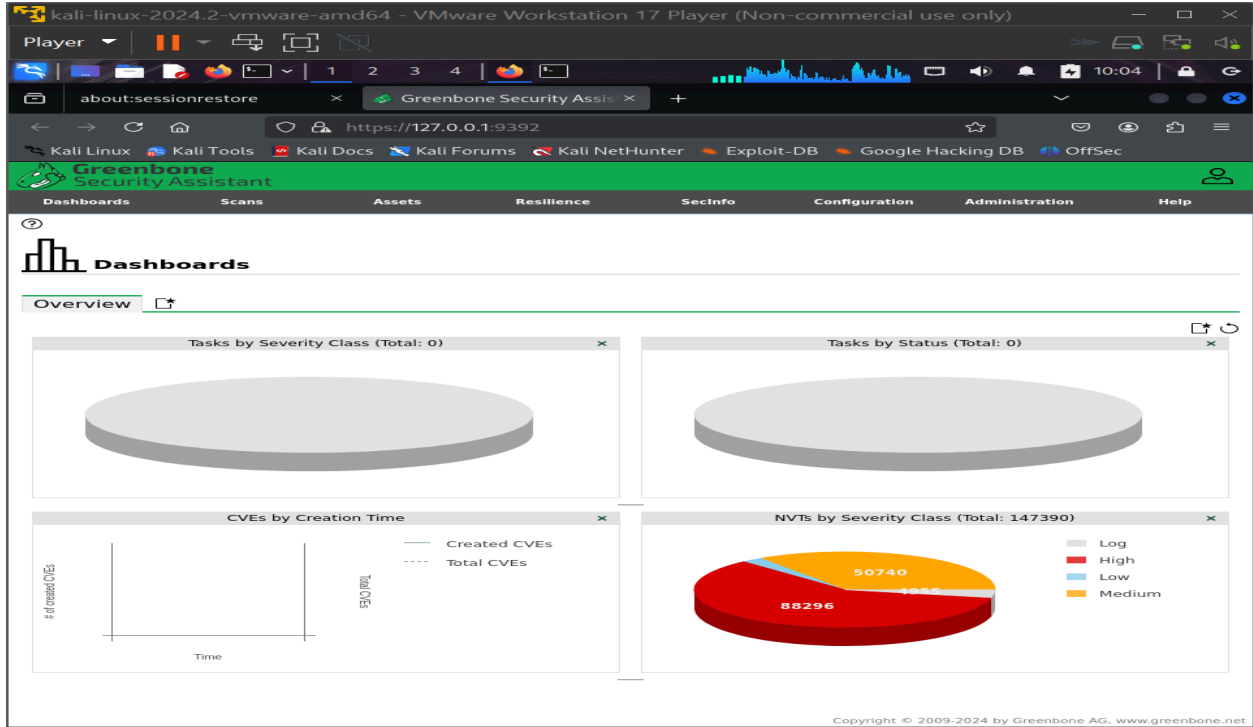 kali-linux-2024.2-vmware-amd64 - VMware Workstation 17 Player (Non-commercial use only)
Player
1 2 3 4 10:04
about:sessionrestore Greenbone Security Assis
https://127.0.0.1:9392
Kali Linux Kali Tools Kali Docs Kali Forums Kali NetHunter Exploit-DB Google Hacking DB OffSec
Greenbone
Security Assistant
Dashboards Scans Assets Resilience SecInfo Configuration Administration Help
Dashboards
Overview
Tasks by Severity Class (Total: 0) Tasks by Status (Total: 0)
CVEs by Creation Time NVTs by Severity Class (Total: 147390)
# of created CVEs
Total CVEs
Time
Created CVEs
Total CVEs
50740
4955
88296
Log
High
Low
Medium
Copyright © 2009-2024 by Greenbone AG, www.greenbone.net